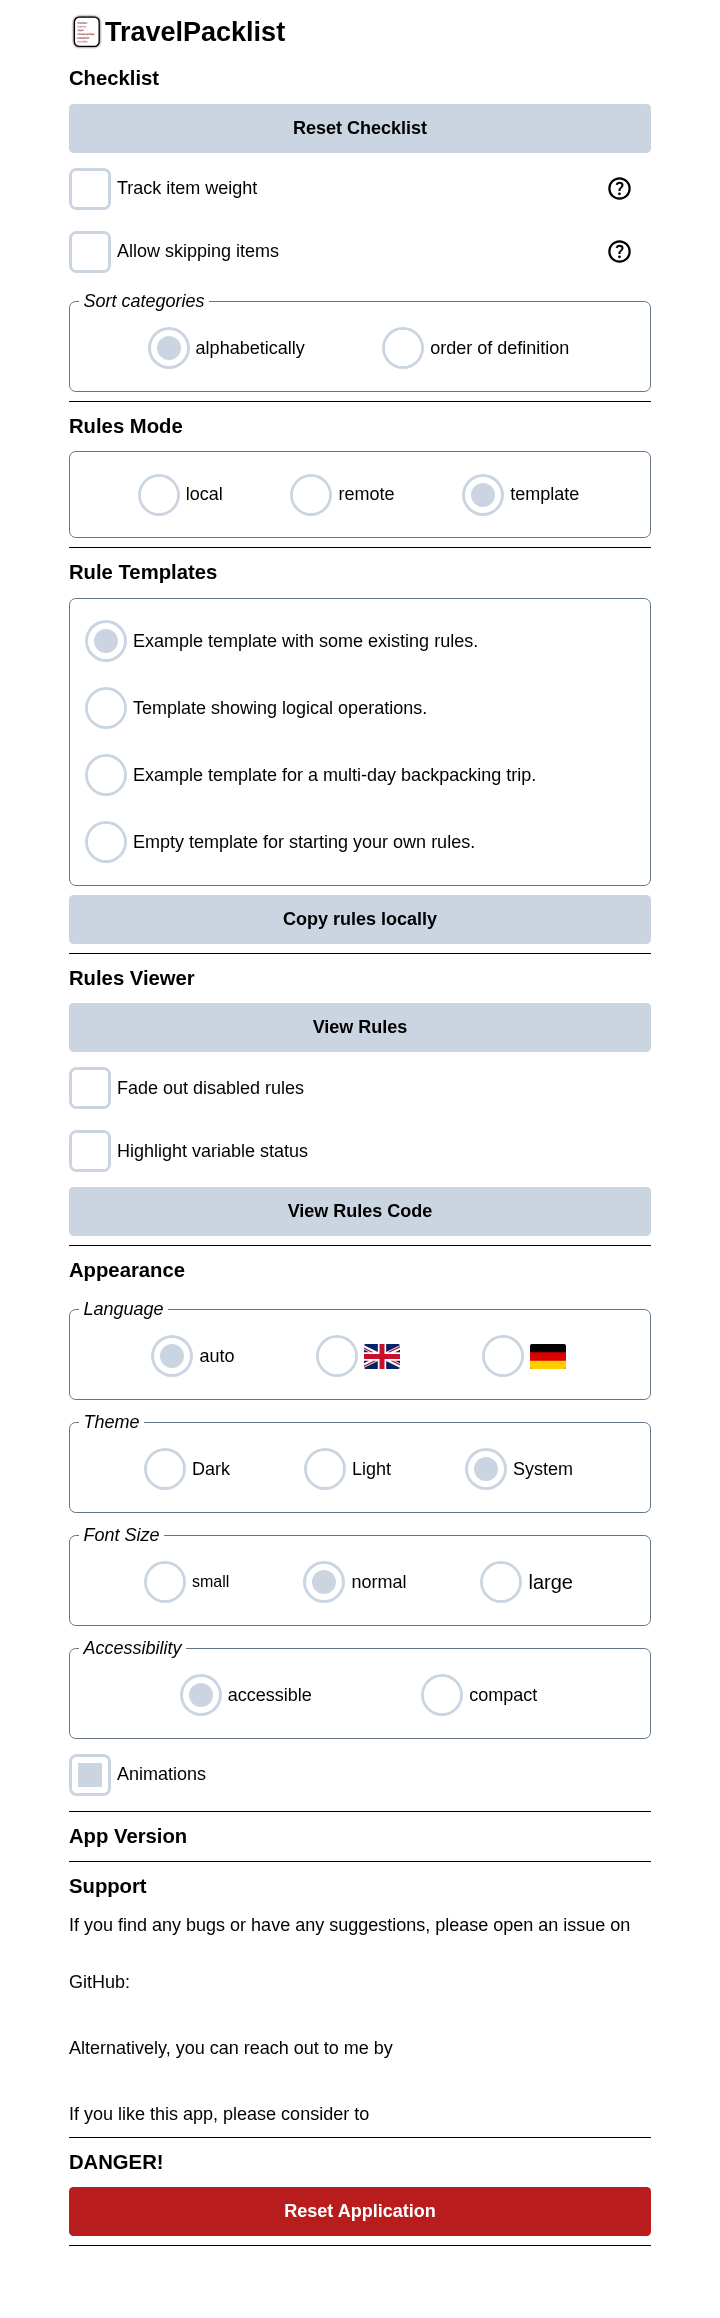 TravelPacklist
Checklist
Reset Checklist
Track item weight
Allow skipping items
Sort categories
alphabetically order of definition
Rules Mode
local remote template
Rule Templates
Example template with some existing rules.
Template showing logical operations.
Example template for a multi-day backpacking trip.
Empty template for starting your own rules.
Copy rules locally
Rules Viewer
View Rules
Fade out disabled rules
Highlight variable status
View Rules Code
Appearance
Language
auto
Theme
Dark Light System
Font Size
small normal large
Accessibility
accessible compact
Animations
App Version
Support
If you find any bugs or have any suggestions, please open an issue on
GitHub:
Alternatively, you can reach out to me by
If you like this app, please consider to
DANGER!
Reset Application